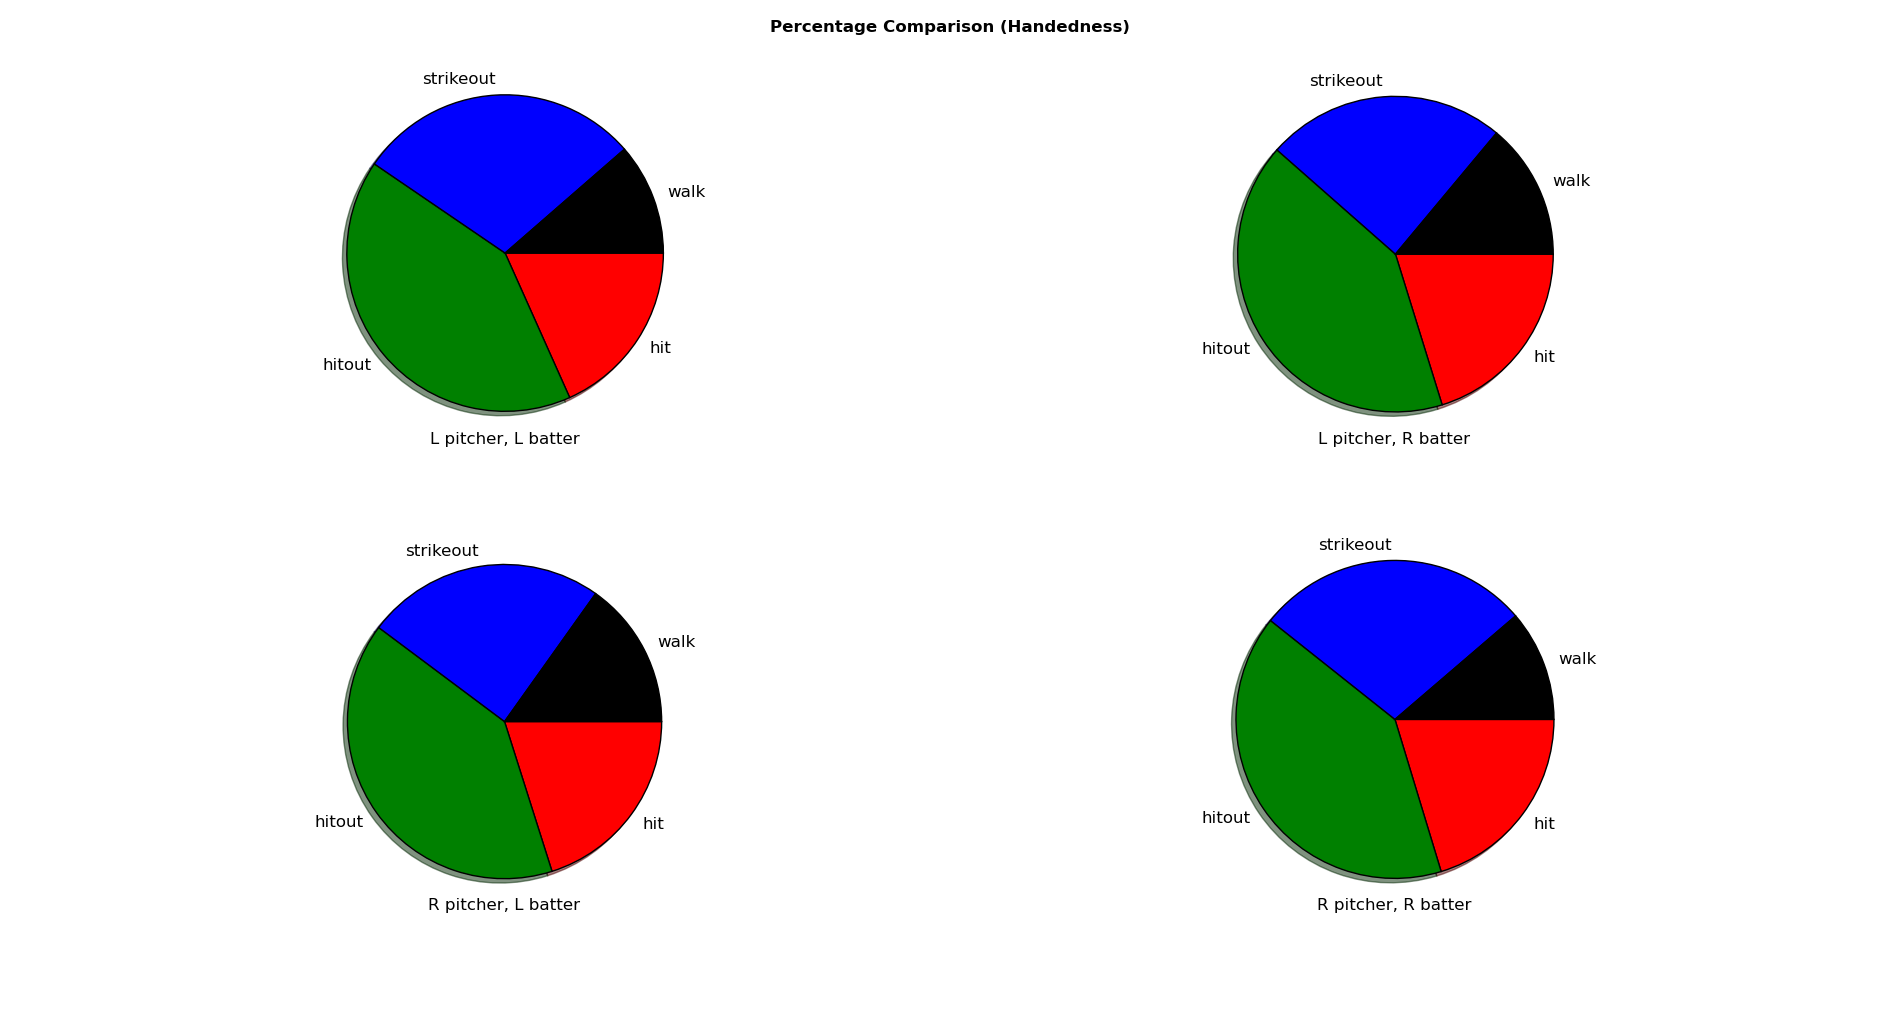 Percentage Comparison (Handedness)
strikeout
walk
hitout
hit
L pitcher, L batter
strikeout
walk
hitout
hit
L pitcher, R batter
strikeout
walk
hitout
hit
R pitcher, L batter
strikeout
walk
hitout
hit
R pitcher, R batter